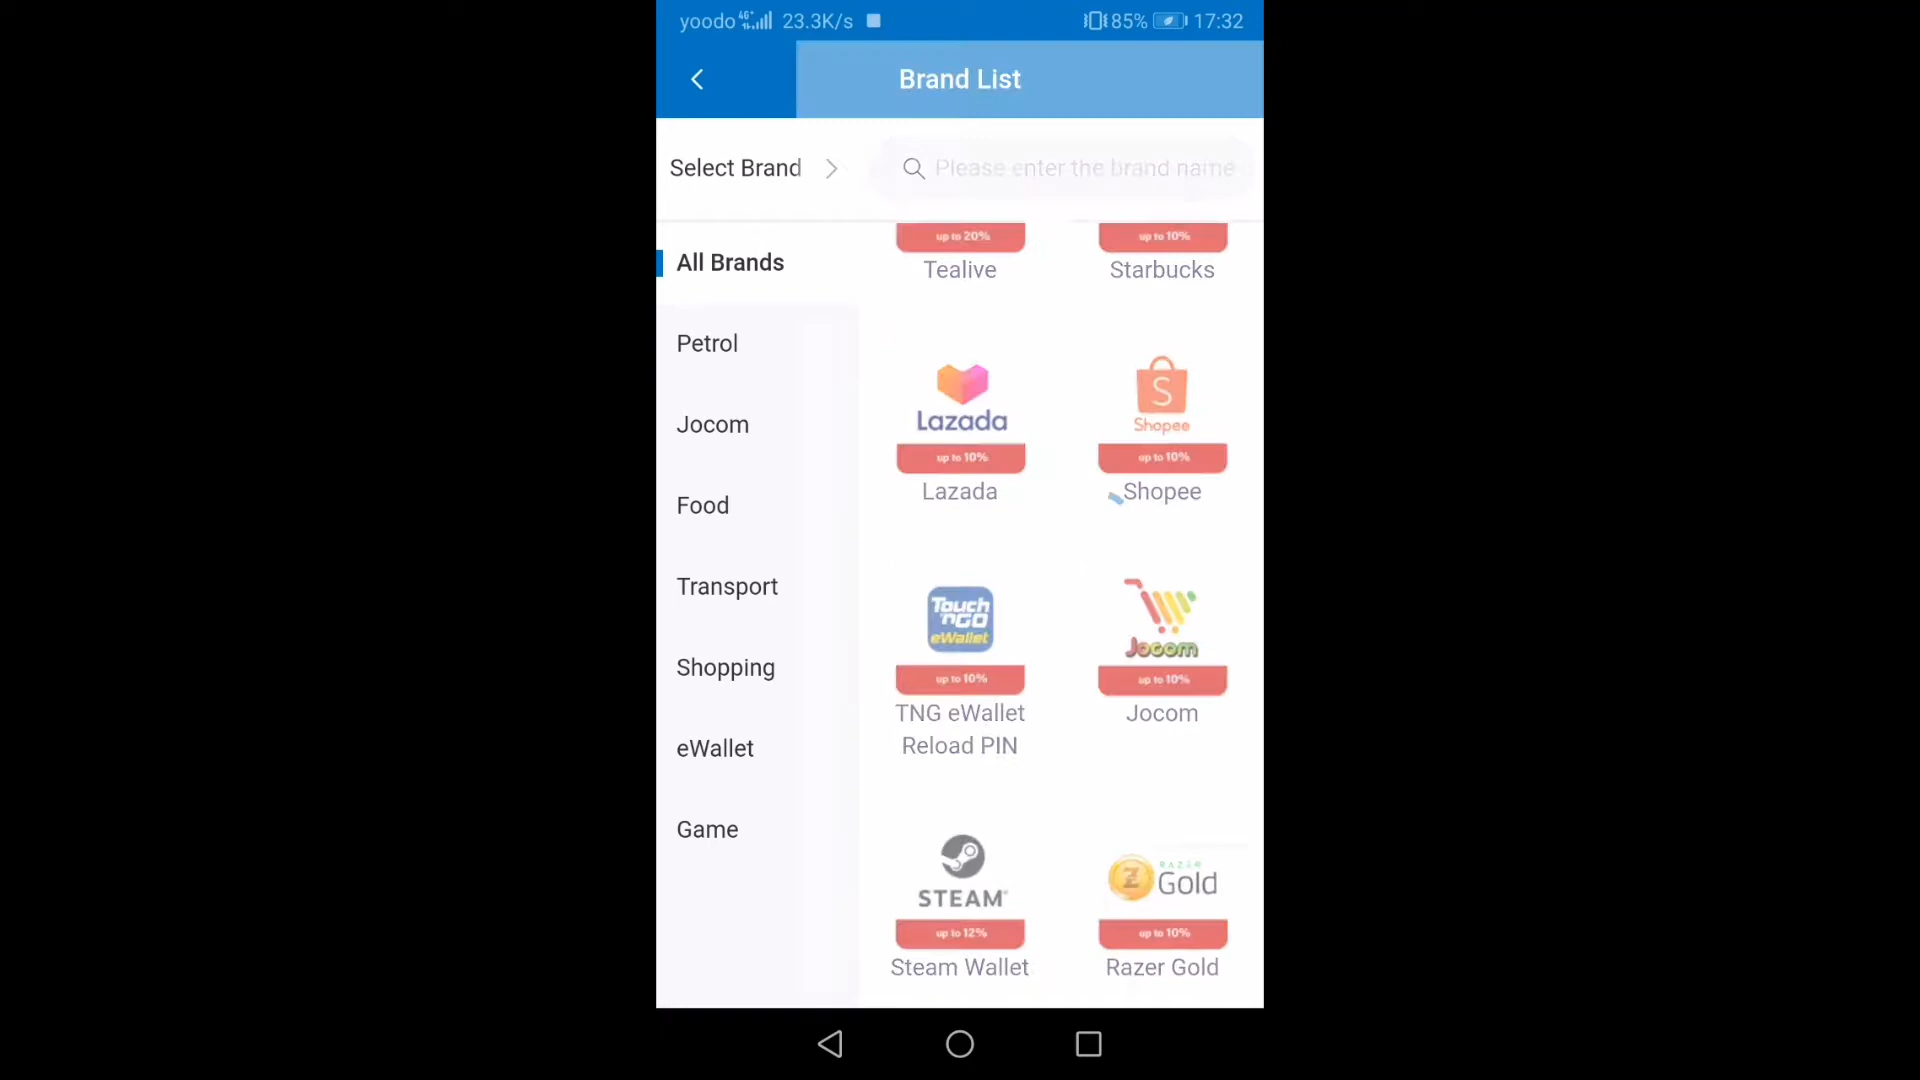 yoodo 4G 23.3K/s 85% 17:32
Brand List
Select Brand
Please enter the brand name
up to 20% up to 10%
All Brands
Tealive Starbucks
Petrol
Jocom
Lazada Shopee
up to 10% up to 10%
Lazada Shopee
Food
Transport
Touch 'nGO eWallet
Jocom
Shopping
up to 10% up to 10%
TNG eWallet Reload PIN
Jocom
eWallet
Game
STEAM
RAZER Gold
up to 12% up to 10%
Steam Wallet Razer Gold